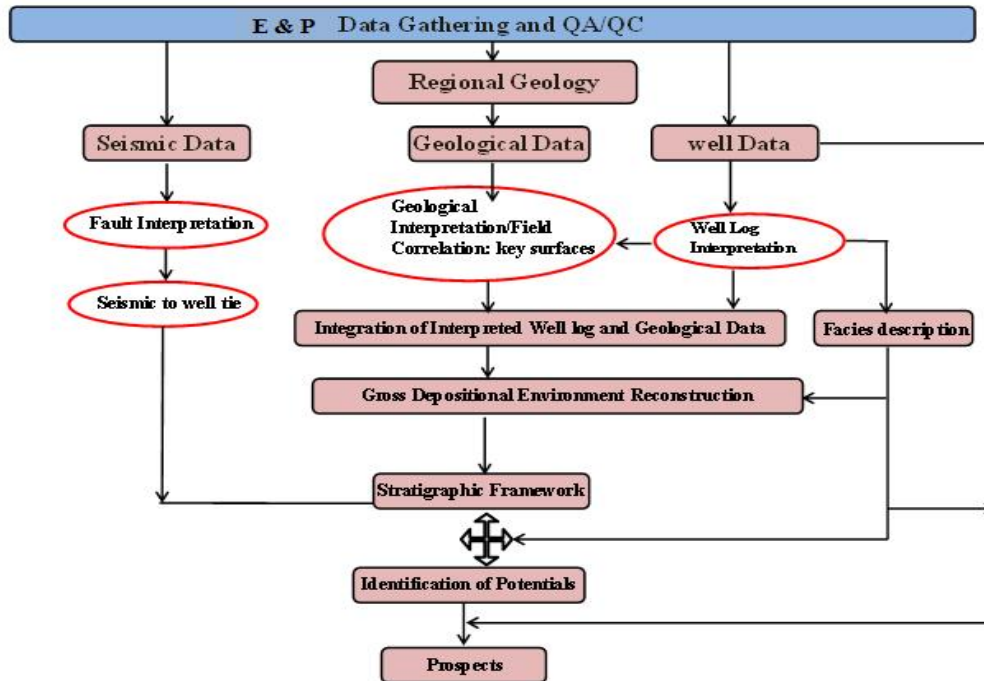 E & P Data Gathering and QA/QC
Regional Geology
Seismic Data
Geological Data
well Data
Fault Interpretation
Geological
Interpretation/Field
Correlation: key surfaces
Well Log
Interpretation
Seismic to well tie
Integration of Interpreted Well log and Geological Data
Facies description
Gross Depositional Environment Reconstruction
Stratigraphic Framework
Identification of Potentials
Prospects